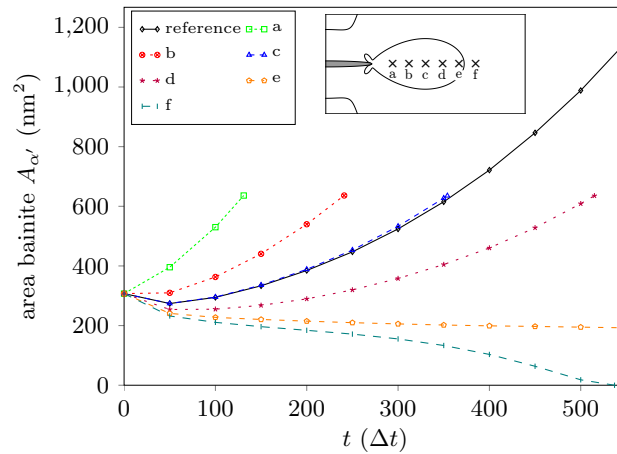 1,200
1,000
800
600
400
200
0
area bainite A_{α′} (nm²)
reference
a
b
c
d
e
f
a b c d e f
0 100 200 300 400 500
t (Δt)